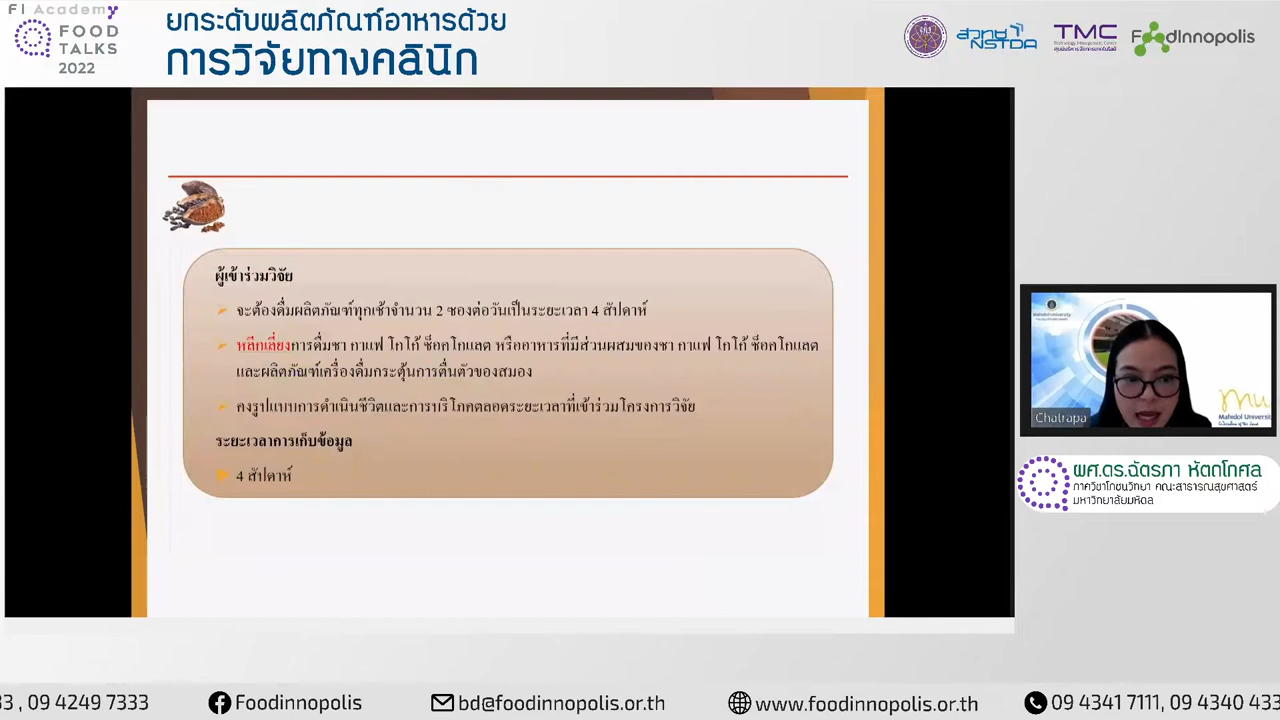 FI Academy
FOOD
TALKS
2022
ยกระดับผลิตภัณฑ์อาหารด้วย
การวิจัยทางคลินิก
สวทช
NSTDA
TMC
FoodInnopolis
ผู้เข้าร่วมวิจัย
จะต้องดื่มผลิตภัณฑ์ทุกเช้าจำนวน 2 ซองต่อวันเป็นระยะเวลา 4 สัปดาห์
หลีกเลี่ยงการดื่มชา กาแฟ โกโก้ ช็อคโกแลต หรืออาหารที่มีส่วนผสมของชา กาแฟ โกโก้ ช็อคโกแลต
และผลิตภัณฑ์เครื่องดื่มกระตุ้นการตื่นตัวของสมอง
คงรูปแบบการดำเนินชีวิตและการบริโภคตลอดระยะเวลาที่เข้าร่วมโครงการวิจัย
ระยะเวลาการเก็บข้อมูล
4 สัปดาห์
Mahidol University
Chatrapa
mu
Mahidol Universit
ผศ.ดร.ฉัตรภา หัตถโกศล
ภาควิชาโภชนวิทยา คณะสาธารณสุขศาสตร์
มหาวิทยาลัยมหิดล
33 , 09 4249 7333
Foodinnopolis
bd@foodinnopolis.or.th
www.foodinnopolis.or.th
09 4341 7111, 09 4340 433